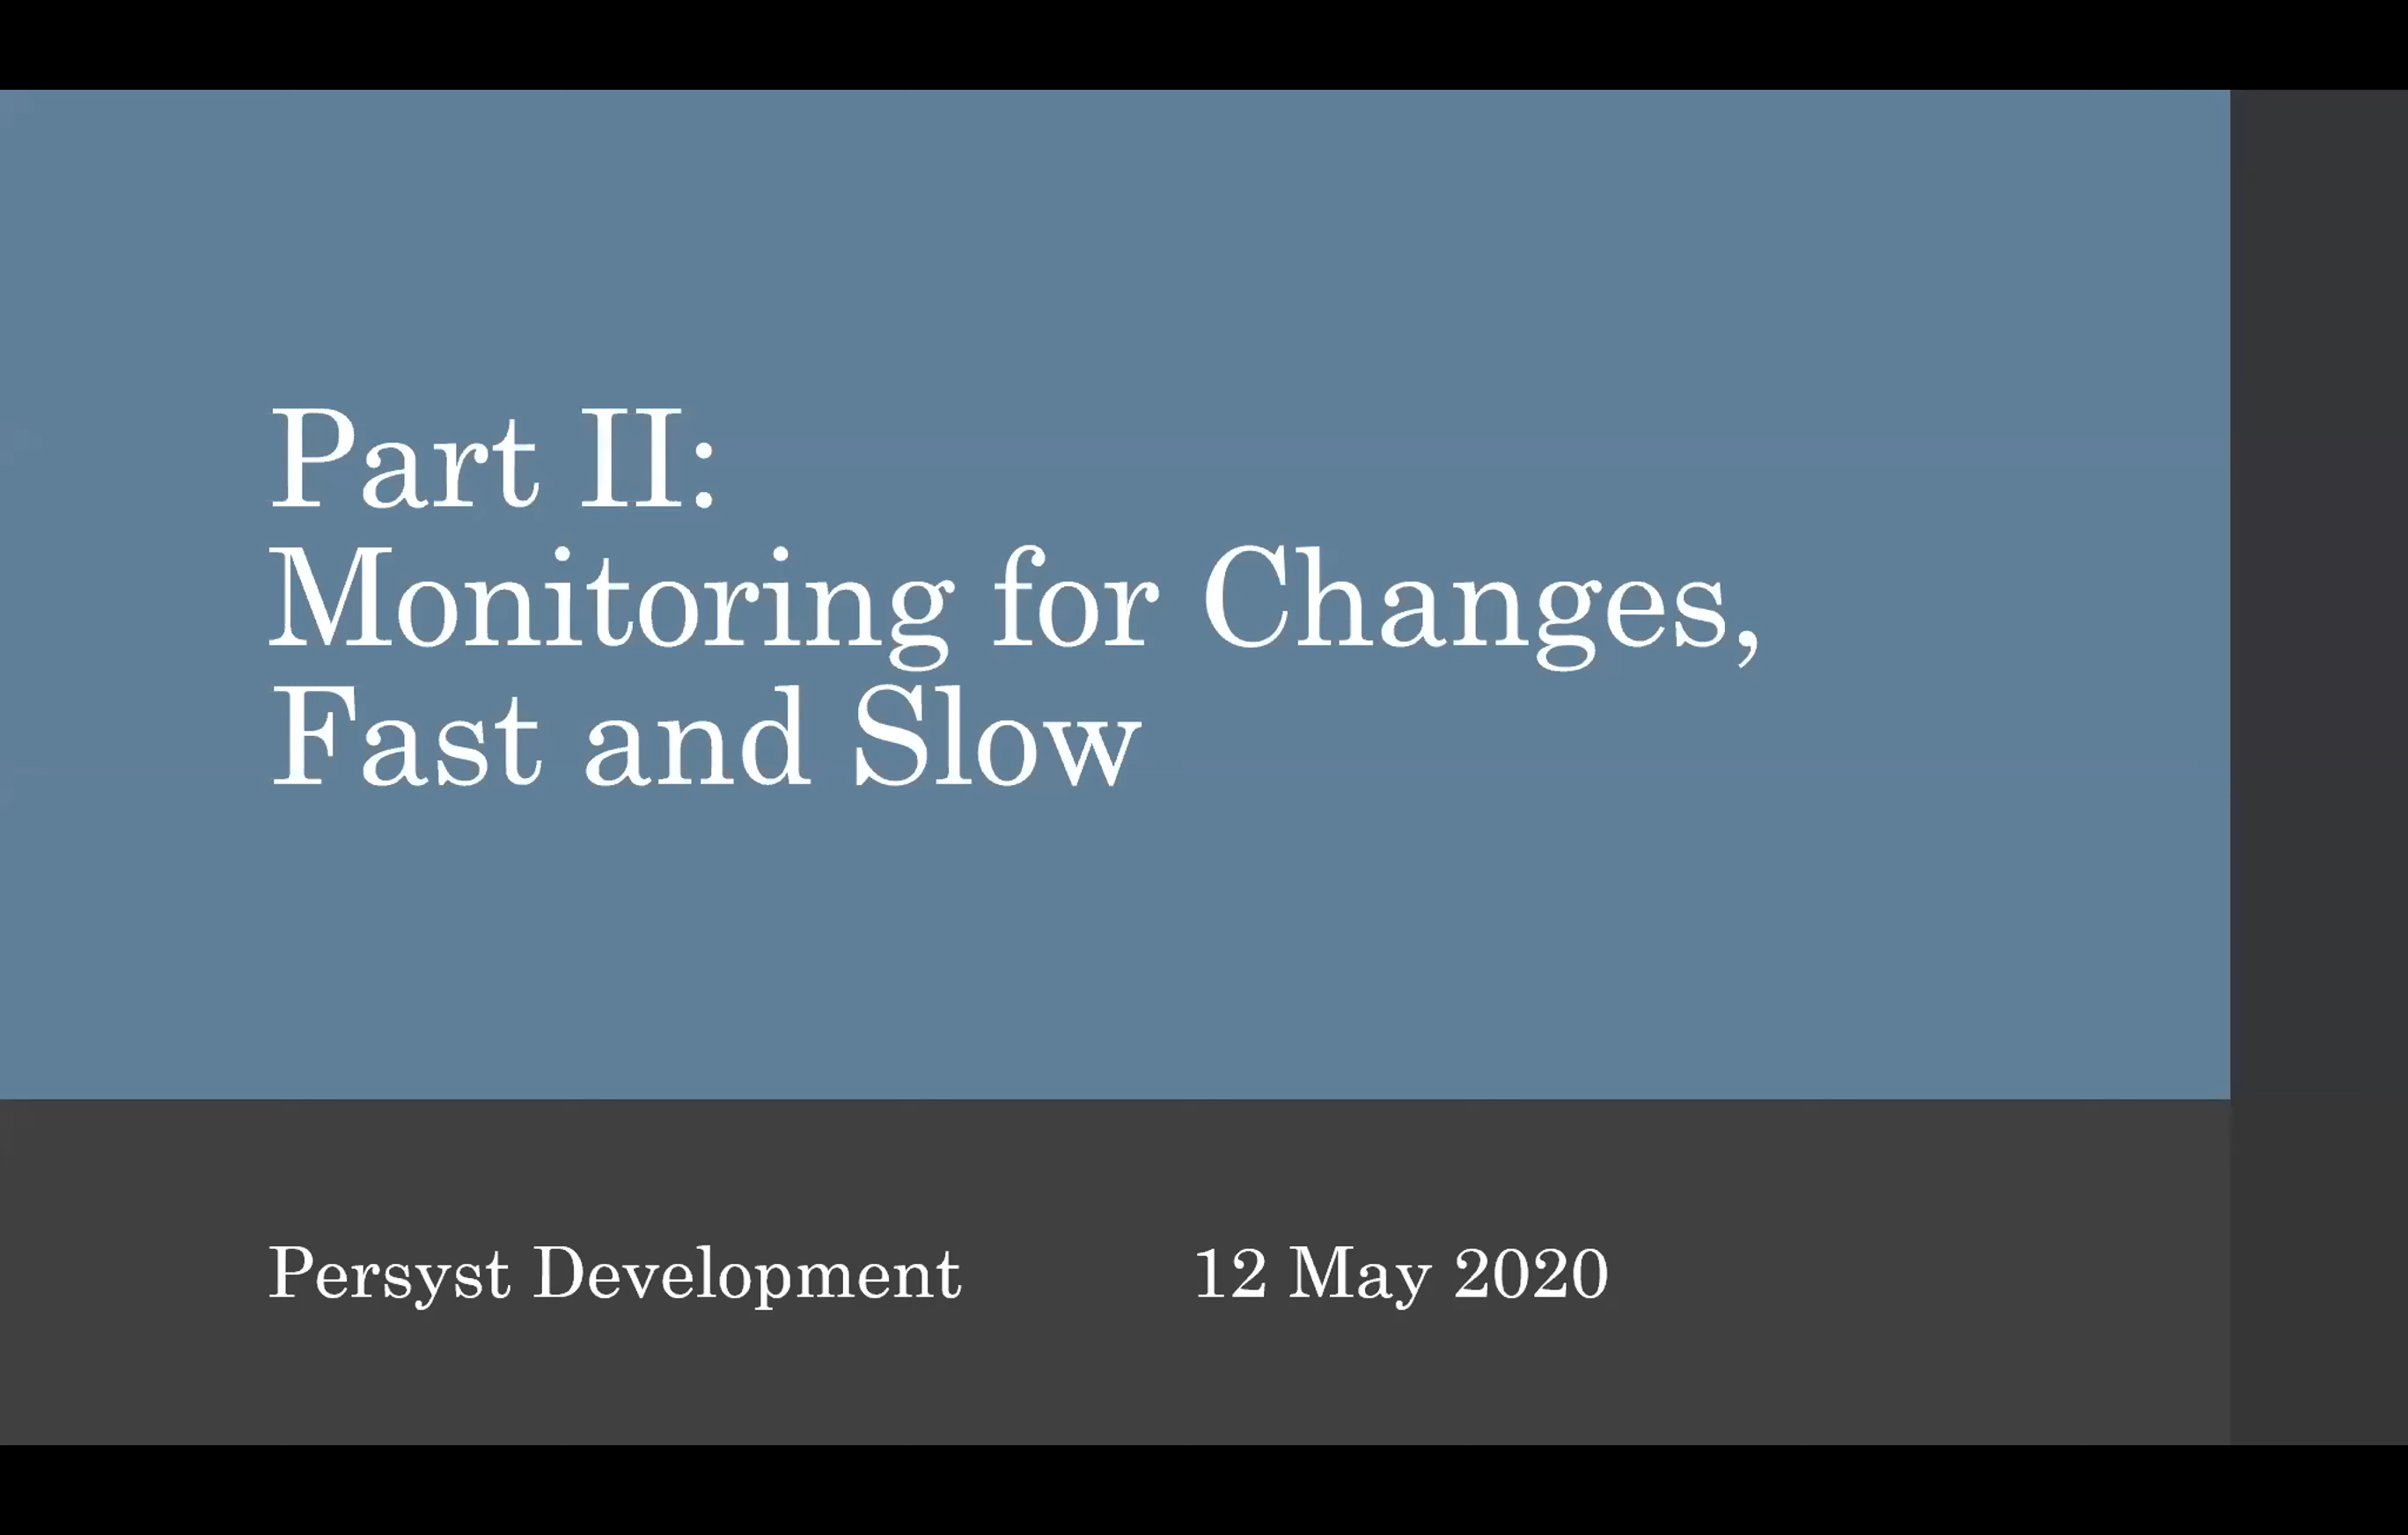 Part II:
Monitoring for Changes,
Fast and Slow
Persyst Development
12 May 2020